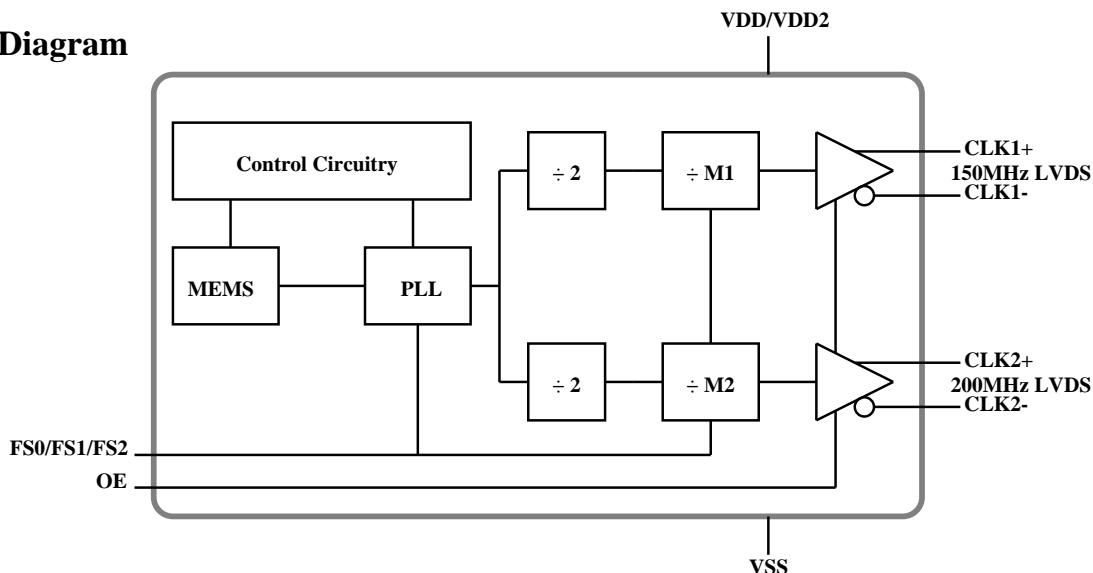 VDD/VDD2
Diagram
Control Circuitry
÷ 2
÷ M1
CLK1+
150MHz LVDS
CLK1-
MEMS
PLL
÷ 2
÷ M2
CLK2+
200MHz LVDS
CLK2-
FS0/FS1/FS2
OE
VSS